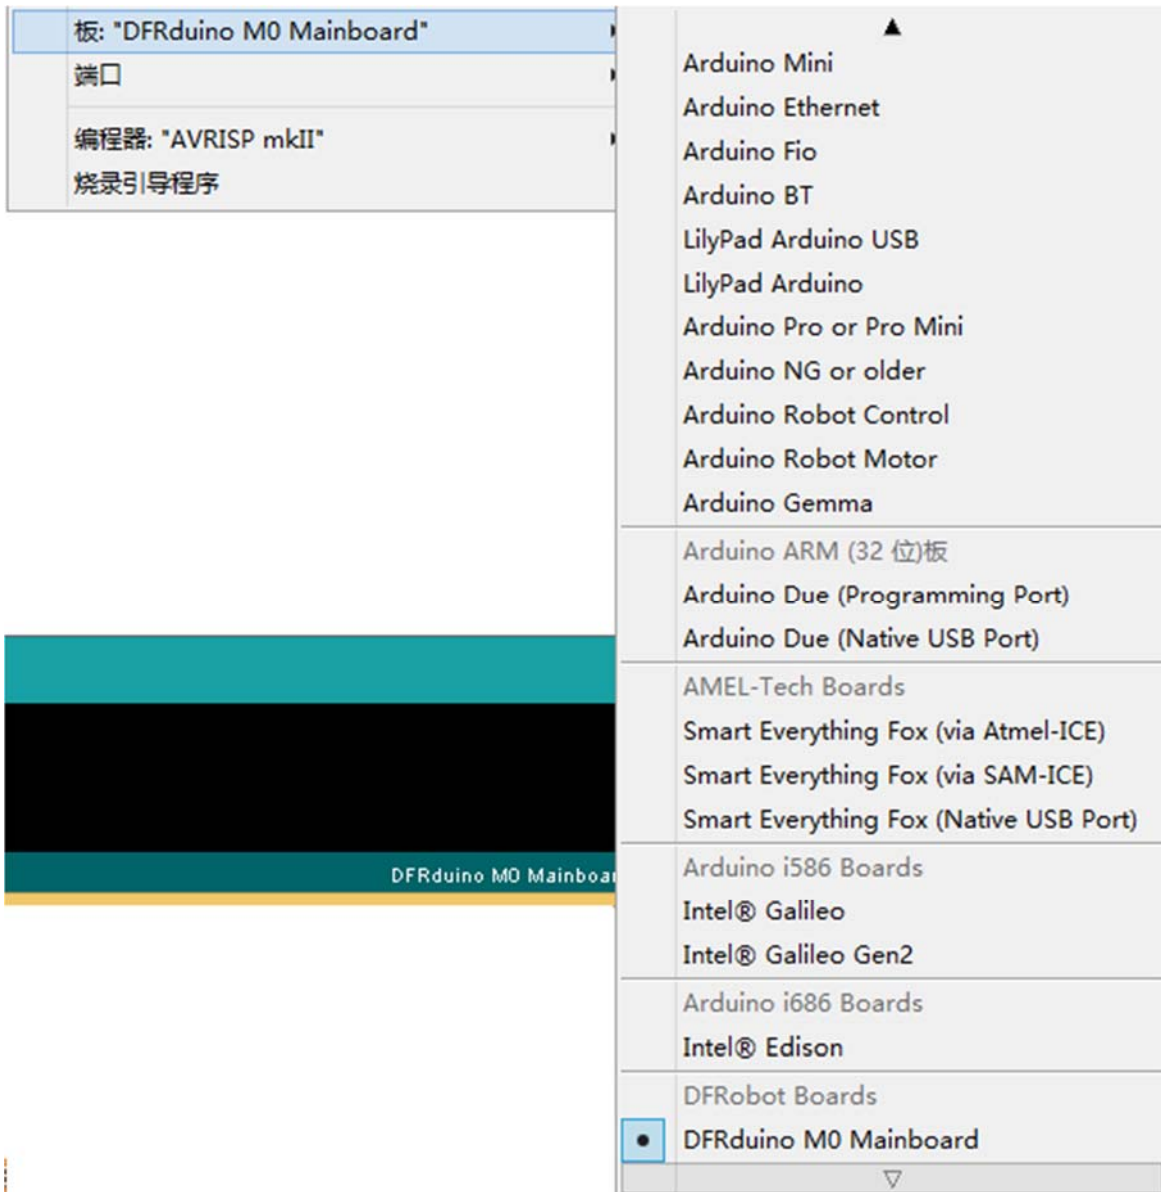 板: "DFRduino M0 Mainboard"
端口
编程器: "AVRISP mkII"
烧录引导程序
Arduino Mini
Arduino Ethernet
Arduino Fio
Arduino BT
LilyPad Arduino USB
LilyPad Arduino
Arduino Pro or Pro Mini
Arduino NG or older
Arduino Robot Control
Arduino Robot Motor
Arduino Gemma
Arduino ARM (32 位)板
Arduino Due (Programming Port)
Arduino Due (Native USB Port)
AMEL-Tech Boards
Smart Everything Fox (via Atmel-ICE)
Smart Everything Fox (via SAM-ICE)
Smart Everything Fox (Native USB Port)
Arduino i586 Boards
Intel® Galileo
Intel® Galileo Gen2
Arduino i686 Boards
Intel® Edison
DFRobot Boards
DFRduino M0 Mainboard
DFRduino M0 Mainboa